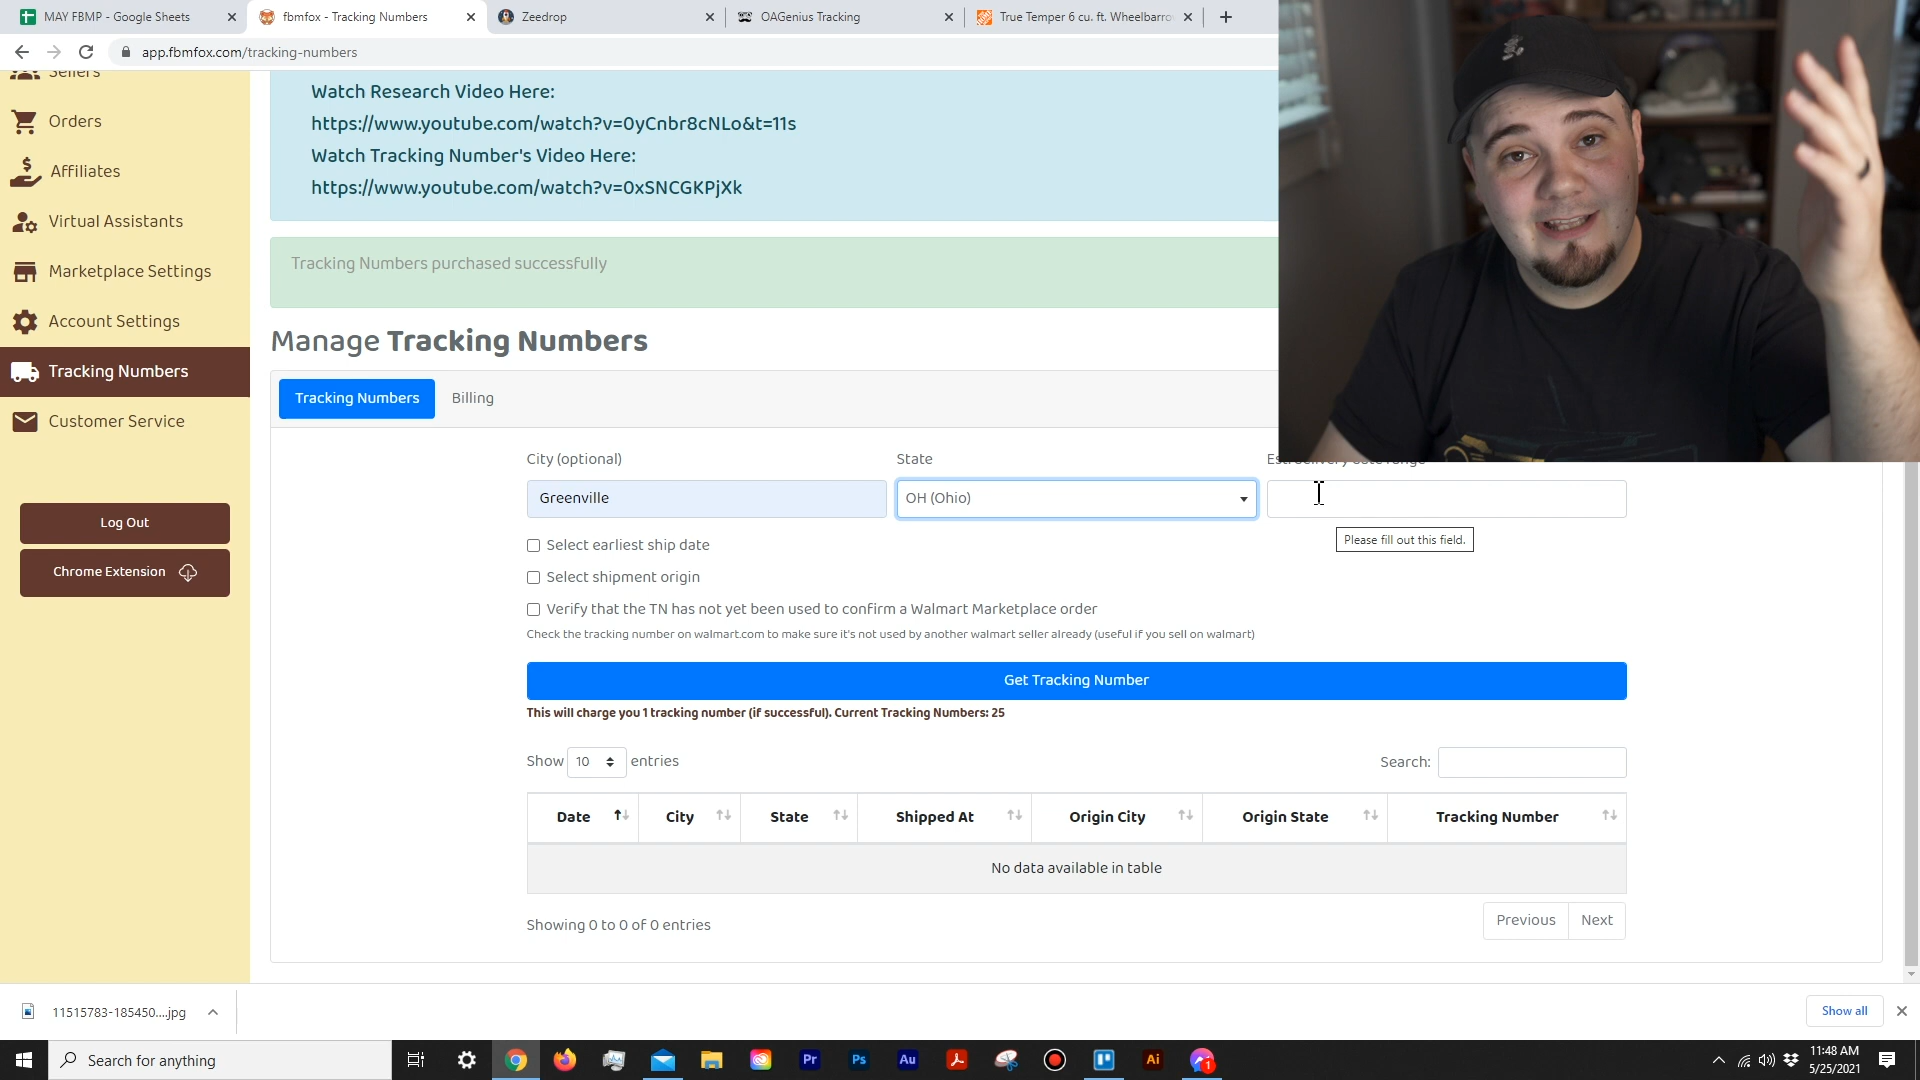 MAY FBMP - Google Sheets
fbmfox - Tracking Numbers
Zeedrop
OAGenius Tracking
True Temper 6 cu. ft. Wheelbarro
app.fbmfox.com/tracking-numbers
Sellers
Orders
Affiliates
Virtual Assistants
Marketplace Settings
Account Settings
Tracking Numbers
Customer Service
Log Out
Chrome Extension
Watch Research Video Here:
https://www.youtube.com/watch?v=0yCnbr8cNLo&t=11s
Watch Tracking Number's Video Here:
https://www.youtube.com/watch?v=0xSNCGKPjXk
Tracking Numbers purchased successfully
Manage Tracking Numbers
Tracking Numbers
Billing
City (optional)
State
Greenville
OH (Ohio)
Please fill out this field.
Select earliest ship date
Select shipment origin
Verify that the TN has not yet been used to confirm a Walmart Marketplace order
Check the tracking number on walmart.com to make sure it's not used by another walmart seller already (useful if you sell on walmart)
Get Tracking Number
This will charge you 1 tracking number (if successful). Current Tracking Numbers: 25
Show 10 entries
Search:
Date
City
State
Shipped At
Origin City
Origin State
Tracking Number
No data available in table
Showing 0 to 0 of 0 entries
Previous
Next
11515783-185450....jpg
Show all
Search for anything
Pr
Ps
Au
Ai
1
11:48 AM
5/25/2021